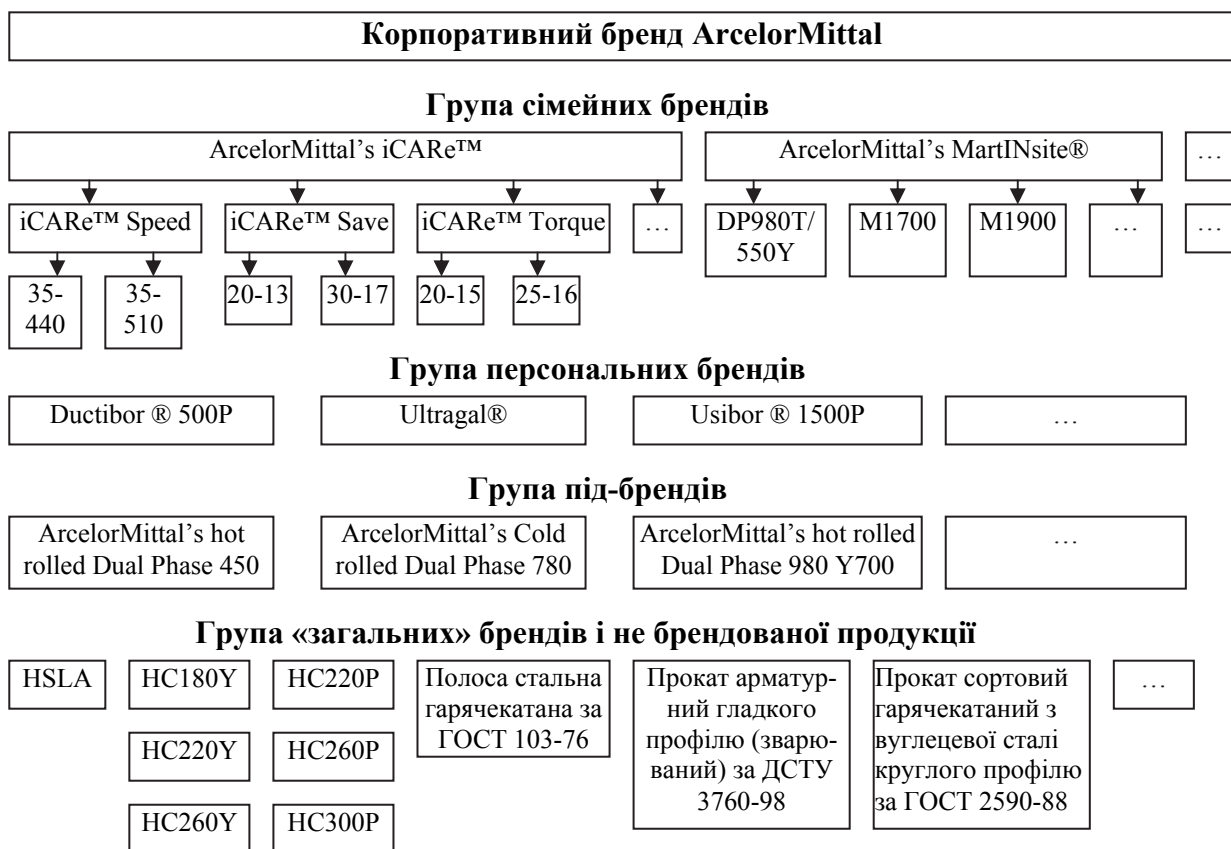 Корпоративний бренд ArcelorMittal
Група сімейних брендів
ArcelorMittal's iCARe™
ArcelorMittal's MartINsite®
…
iCARe™ Speed
iCARe™ Save
iCARe™ Torque
…
DP980T/
550Y
M1700
M1900
…
…
35-
440
35-
510
20-13
30-17
20-15
25-16
Група персональних брендів
Ductibor ® 500P
Ultragal®
Usibor ® 1500P
…
Група під-брендів
ArcelorMittal's hot
rolled Dual Phase 450
ArcelorMittal's Cold
rolled Dual Phase 780
ArcelorMittal's hot rolled
Dual Phase 980 Y700
…
Група «загальних» брендів і не брендованої продукції
HSLA
HC180Y
HC220P
HC220Y
HC260P
HC260Y
HC300P
Полоса стальна
гарячекатана за
ГОСТ 103-76
Прокат арматур-
ний гладкого
профілю (зварю-
ваний) за ДСТУ
3760-98
Прокат сортовий
гарячекатаний з
вуглецевої сталі
круглого профілю
за ГОСТ 2590-88
…